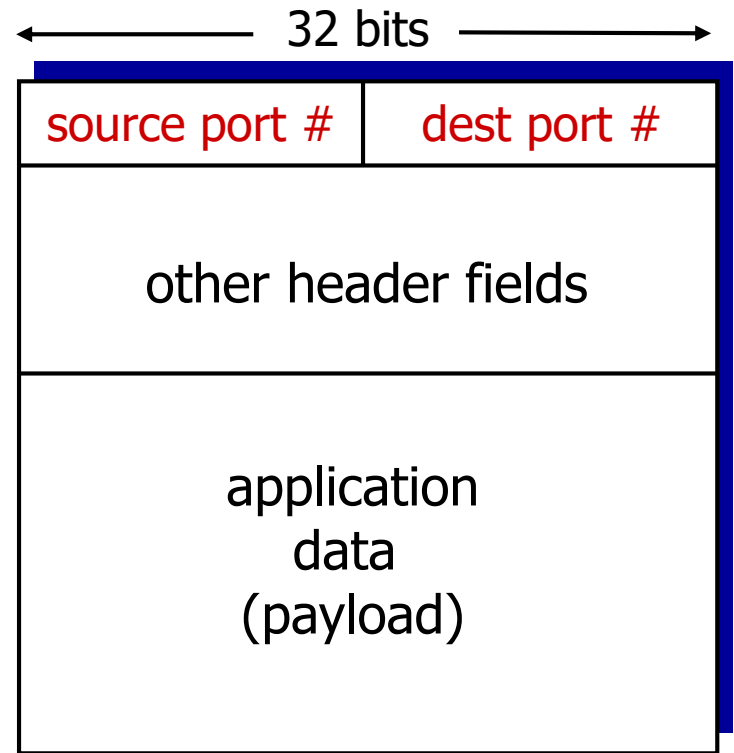 32 bits
source port # dest port #
other header fields
application
data
(payload)